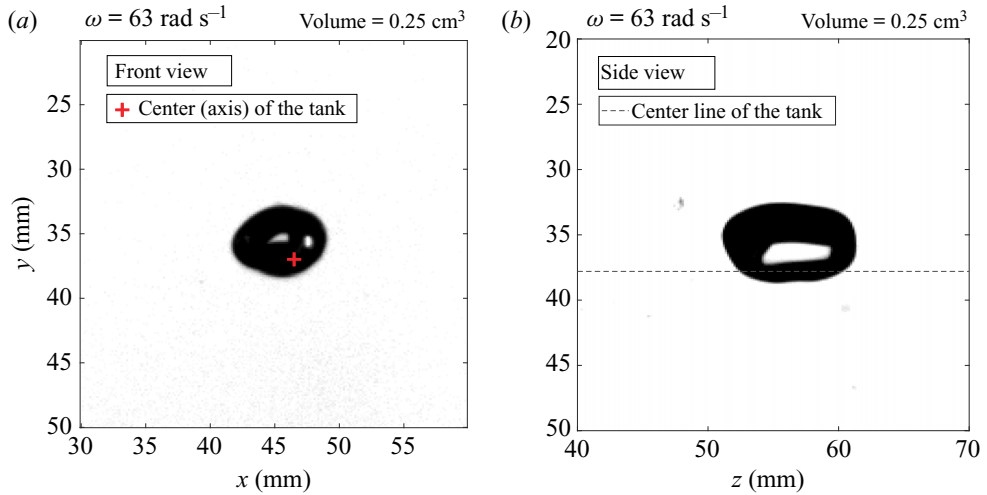 (a) ω = 63 rad s⁻¹ Volume = 0.25 cm³
Front view
Center (axis) of the tank
25
30
35
40
45
50
y (mm)
30 35 40 45 50 55
x (mm)
(b) ω = 63 rad s⁻¹ Volume = 0.25 cm³
Side view
Center line of the tank
20
25
30
35
40
45
50
40 50 60 70
z (mm)